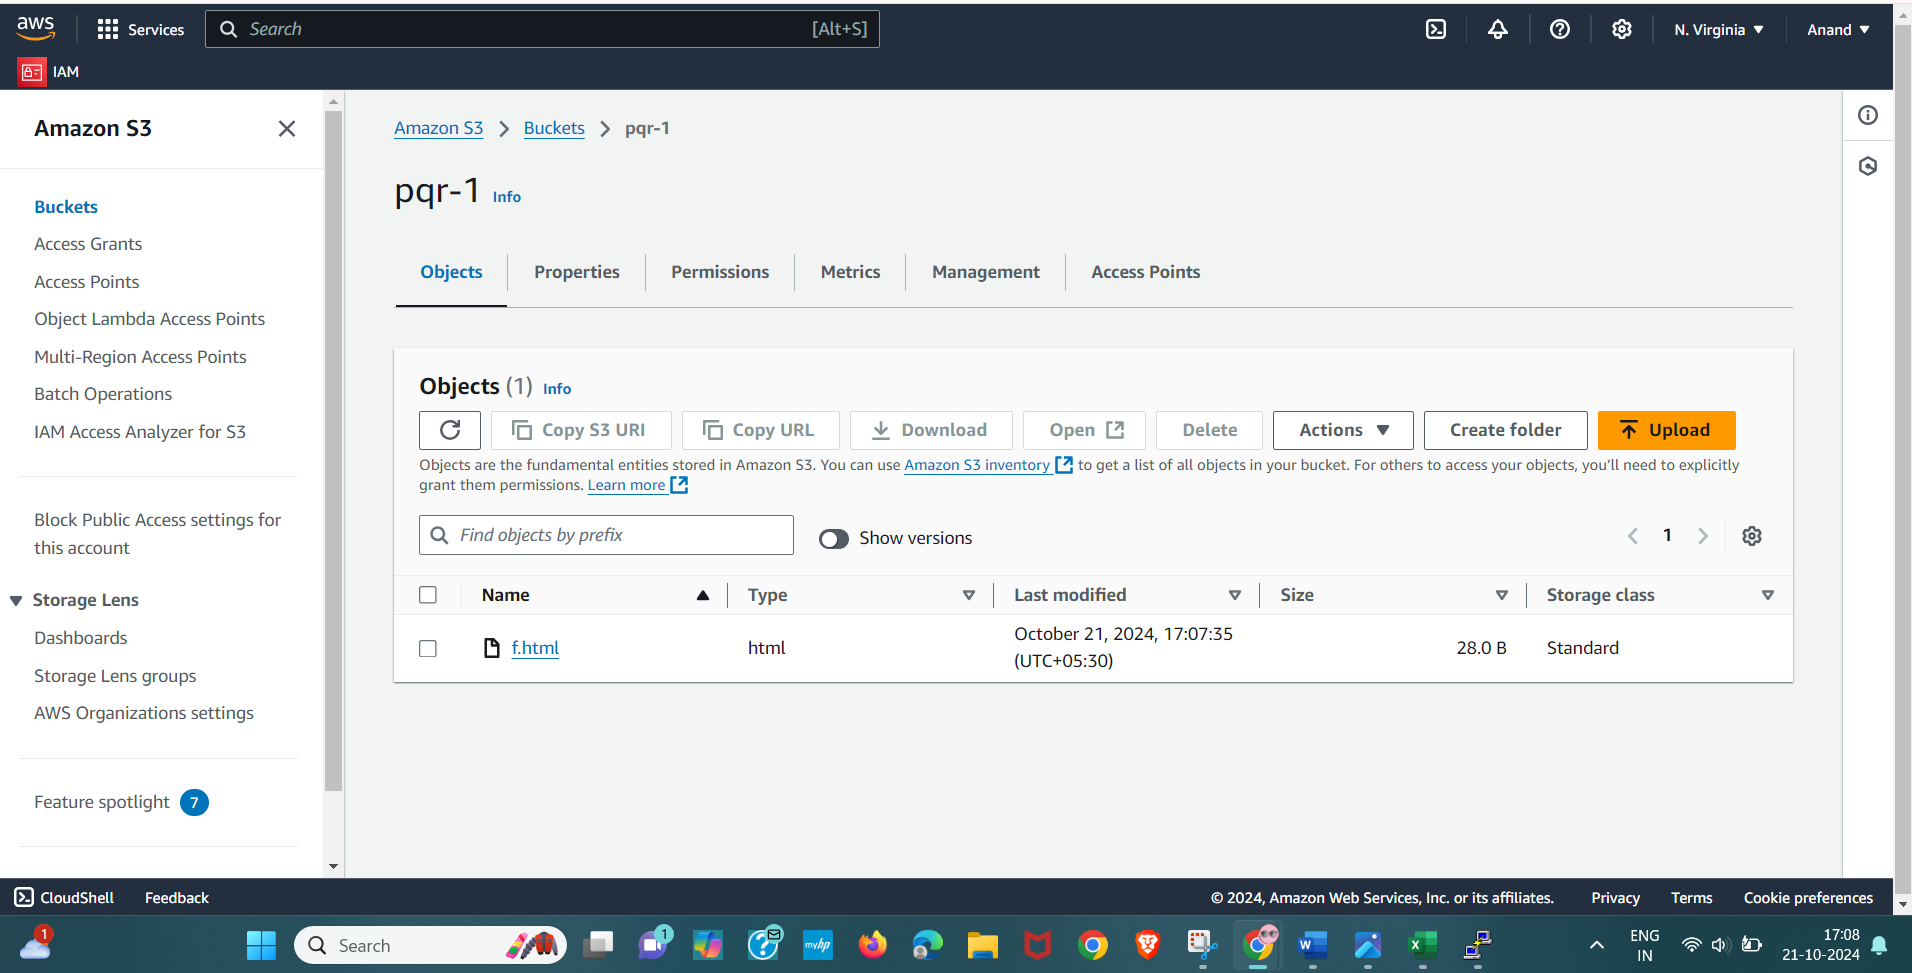 aws
Services
Search
[Alt+S]
N. Virginia
Anand
IAM
Amazon S3
Buckets
Access Grants
Access Points
Object Lambda Access Points
Multi-Region Access Points
Batch Operations
IAM Access Analyzer for S3
Block Public Access settings for
this account
Storage Lens
Dashboards
Storage Lens groups
AWS Organizations settings
Feature spotlight 7
Amazon S3 > Buckets > pqr-1
pqr-1 Info
Objects
Properties
Permissions
Metrics
Management
Access Points
Objects (1) Info
Copy S3 URI
Copy URL
Download
Open
Delete
Actions
Create folder
Upload
Objects are the fundamental entities stored in Amazon S3. You can use Amazon S3 inventory to get a list of all objects in your bucket. For others to access your objects, you'll need to explicitly
grant them permissions. Learn more
Find objects by prefix
Show versions
1
Name
Type
Last modified
Size
Storage class
f.html
html
October 21, 2024, 17:07:35
(UTC+05:30)
28.0 B
Standard
CloudShell
Feedback
© 2024, Amazon Web Services, Inc. or its affiliates.
Privacy
Terms
Cookie preferences
1
Search
1
myhp
W
X
ENG
IN
17:08
21-10-2024